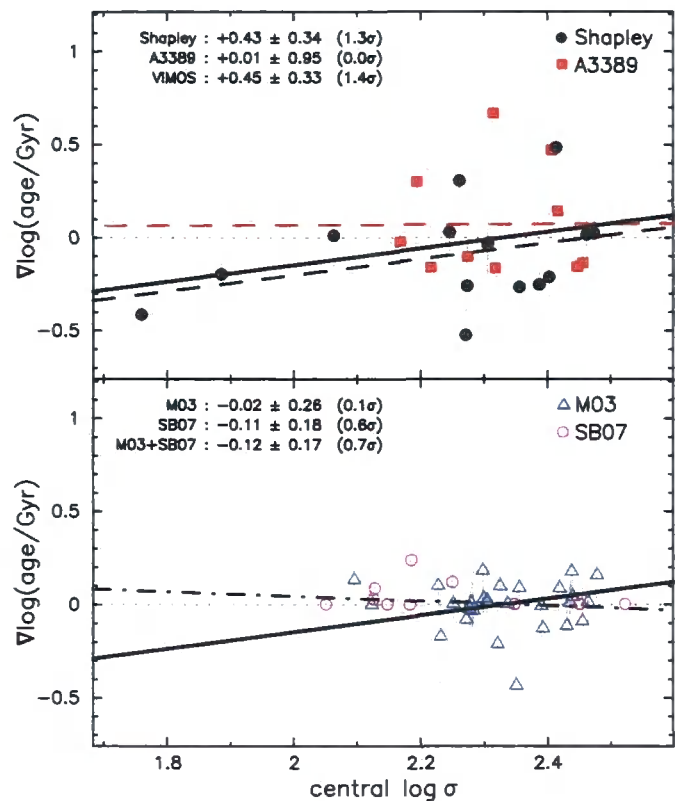 Shapley : +0.43 ± 0.34 (1.3σ)
A3389 : +0.01 ± 0.95 (0.0σ)
VIMOS : +0.45 ± 0.33 (1.4σ)
Shapley
A3389
1
0.5
0
−0.5
∇log(age/Gyr)
M03 : −0.02 ± 0.26 (0.1σ)
SB07 : −0.11 ± 0.18 (0.6σ)
M03+SB07 : −0.12 ± 0.17 (0.7σ)
M03
SB07
1
0.5
0
−0.5
∇log(age/Gyr)
1.8 2 2.2 2.4
central log σ